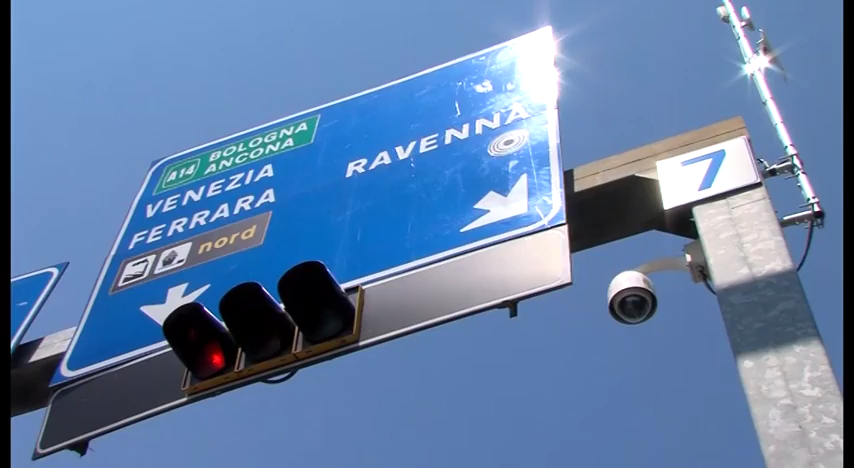 A14
BOLOGNA
ANCONA
VENEZIA
FERRARA
nord
RAVENNA
7